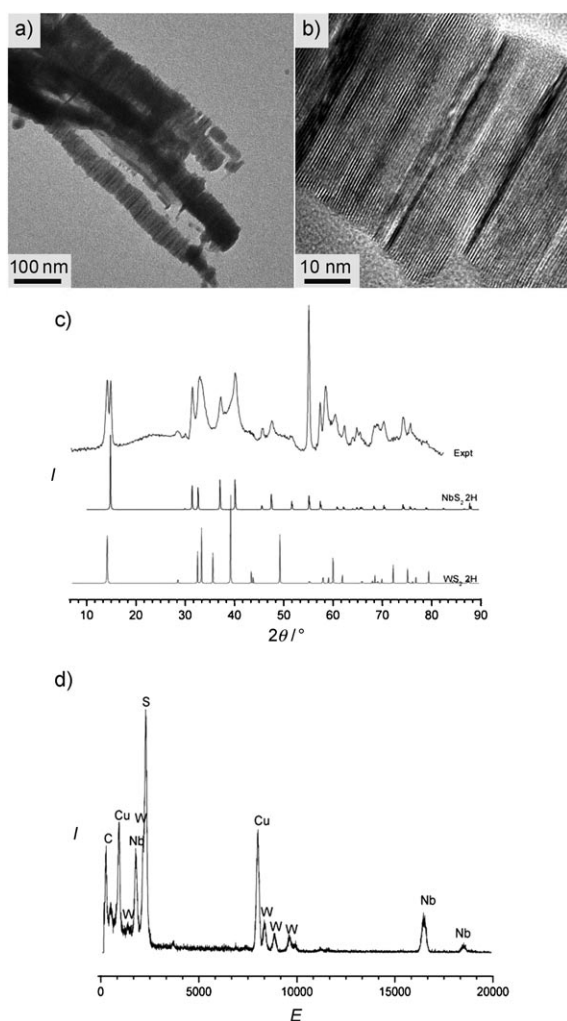 a)
b)
100 nm
10 nm
c)
I
Expt
NbS2 2H
WS2 2H
10 20 30 40 50 60 70 80 90
2θ/°
d)
S
Cu
W
C
Nb
W
Cu
W
W
W
Nb
Nb
I
0 5000 10000 15000 20000
E